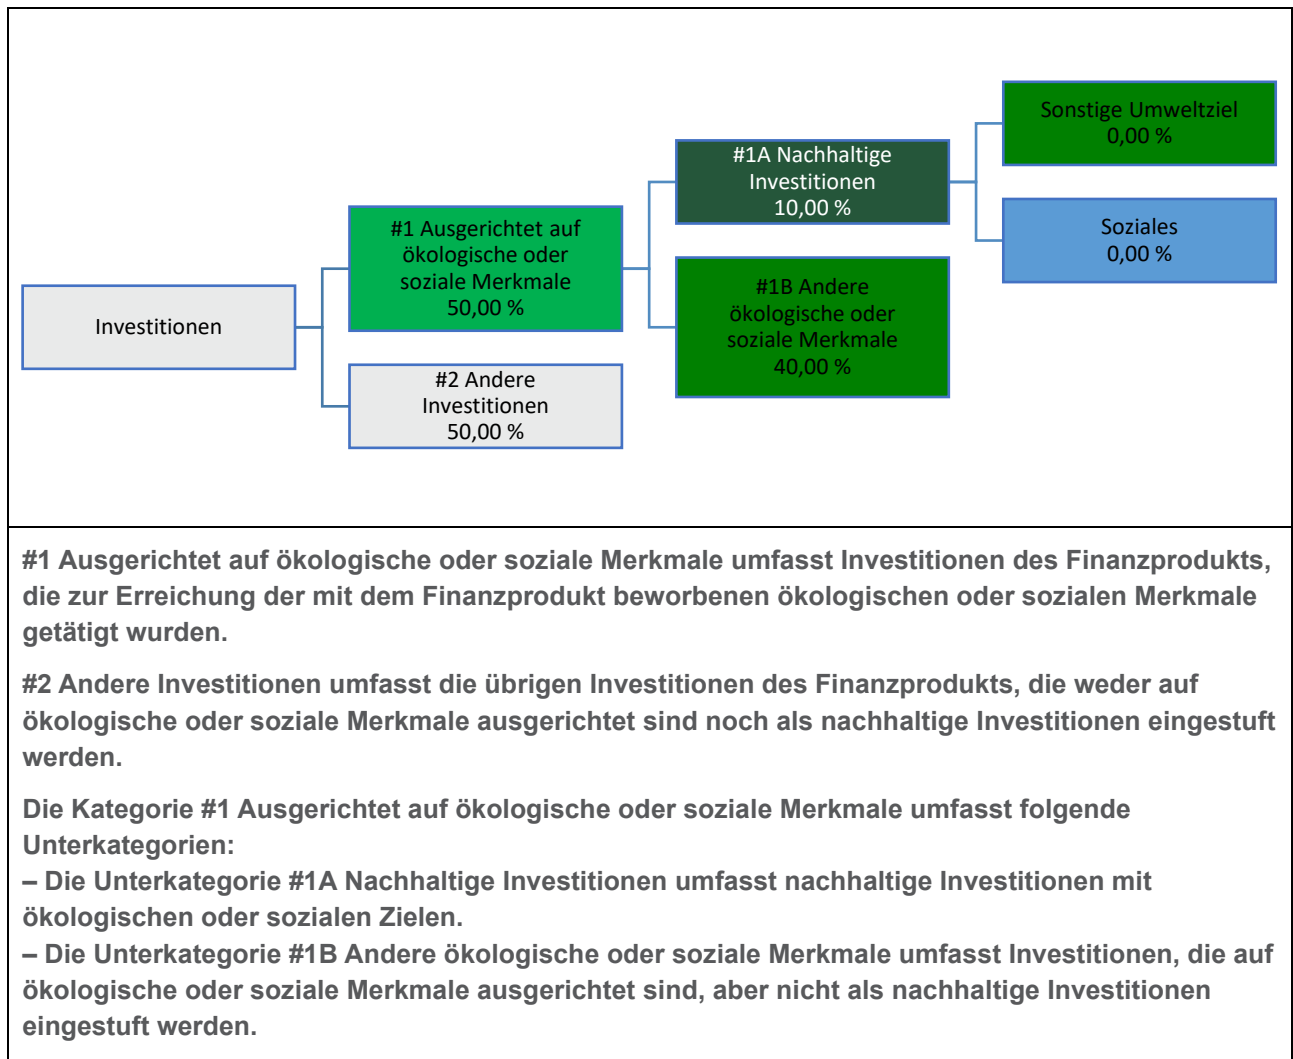 Investitionen
#1 Ausgerichtet auf
ökologische oder
soziale Merkmale
50,00 %
#2 Andere
Investitionen
50,00 %
#1A Nachhaltige
Investitionen
10,00 %
#1B Andere
ökologische oder
soziale Merkmale
40,00 %
Sonstige Umweltziel
0,00 %
Soziales
0,00 %
#1 Ausgerichtet auf ökologische oder soziale Merkmale umfasst Investitionen des Finanzprodukts,
die zur Erreichung der mit dem Finanzprodukt beworbenen ökologischen oder sozialen Merkmale
getätigt wurden.
#2 Andere Investitionen umfasst die übrigen Investitionen des Finanzprodukts, die weder auf
ökologische oder soziale Merkmale ausgerichtet sind noch als nachhaltige Investitionen eingestuft
werden.
Die Kategorie #1 Ausgerichtet auf ökologische oder soziale Merkmale umfasst folgende
Unterkategorien:
– Die Unterkategorie #1A Nachhaltige Investitionen umfasst nachhaltige Investitionen mit
ökologischen oder sozialen Zielen.
– Die Unterkategorie #1B Andere ökologische oder soziale Merkmale umfasst Investitionen, die auf
ökologische oder soziale Merkmale ausgerichtet sind, aber nicht als nachhaltige Investitionen
eingestuft werden.